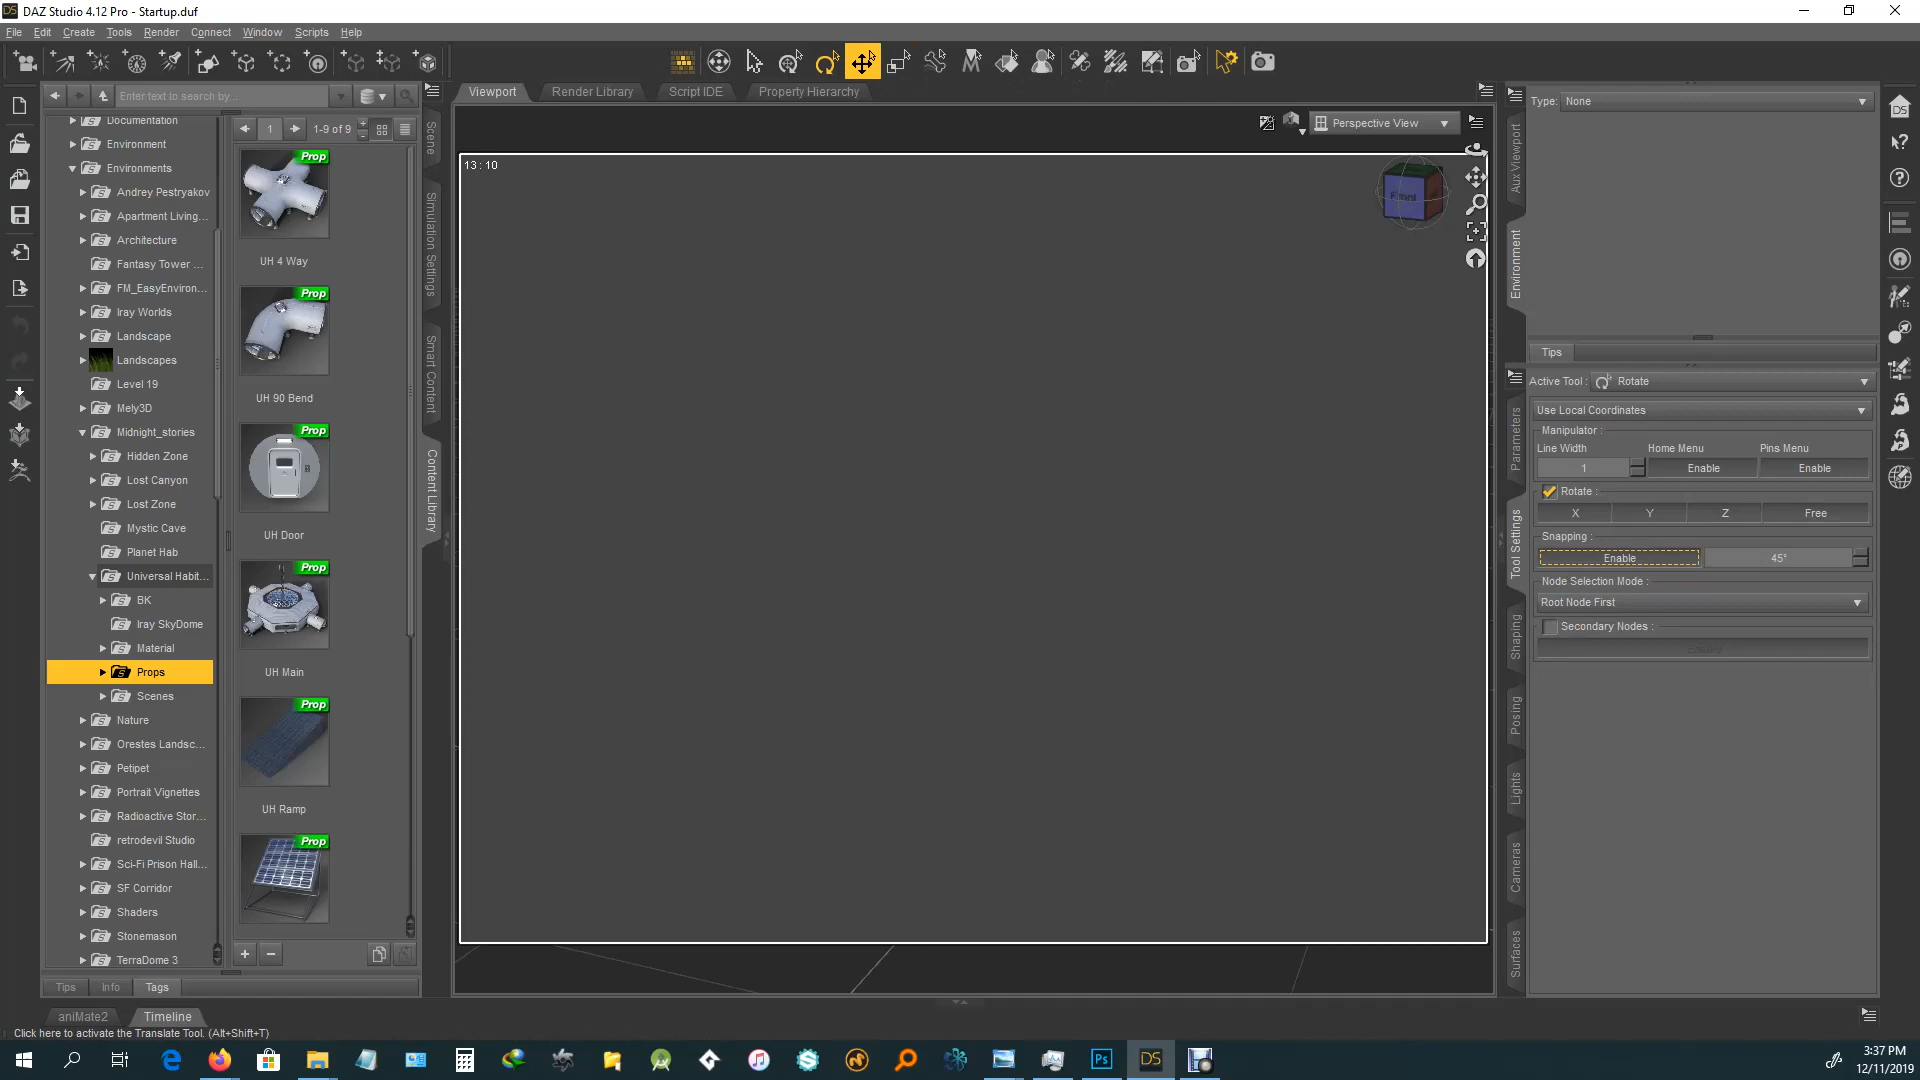 DAZ Studio 4.12 Pro - Startup.duf
File Edit Create Tools Render Connect Window Scripts Help
Enter text to search by...
Viewport Render Library Script IDE Property Hierarchy
Type: None
Documentation
Environment
Environments
Andrey Pestryakov
Apartment Living...
Architecture
Fantasy Tower ...
FM_EasyEnviron...
Iray Worlds
Landscape
Landscapes
Level 19
Mely3D
Midnight_stories
Hidden Zone
Lost Canyon
Lost Zone
Mystic Cave
Planet Hab
Universal Habit...
BK
Iray SkyDome
Material
Props
Scenes
Nature
Orestes Landsc...
Petipet
Portrait Vignettes
Radioactive Stor...
retrodevil Studio
Sci-Fi Prison Hall...
SF Corridor
Shaders
Stonemason
TerraDome 3
1 1-9 of 9
Prop
UH 4 Way
Prop
UH 90 Bend
Prop
UH Door
Prop
UH Main
Prop
UH Ramp
Prop
Scene
Simulation Settings
Smart Content
Content Library
Perspective View
13 : 10
Front
Aux Viewport
Environment
Tips
Active Tool : Rotate
Use Local Coordinates
Manipulator :
Line Width Home Menu Pins Menu
1 Enable Enable
Rotate :
X Y Z Free
Snapping :
Enable 45°
Node Selection Mode :
Root Node First
Secondary Nodes :
Parameters
Tool Settings
Shaping
Posing
Lights
Cameras
Surfaces
Tips Info Tags
aniMate2 Timeline
Click here to activate the Translate Tool. (Alt+Shift+T)
Ps
DS
3:37 PM
12/11/2019